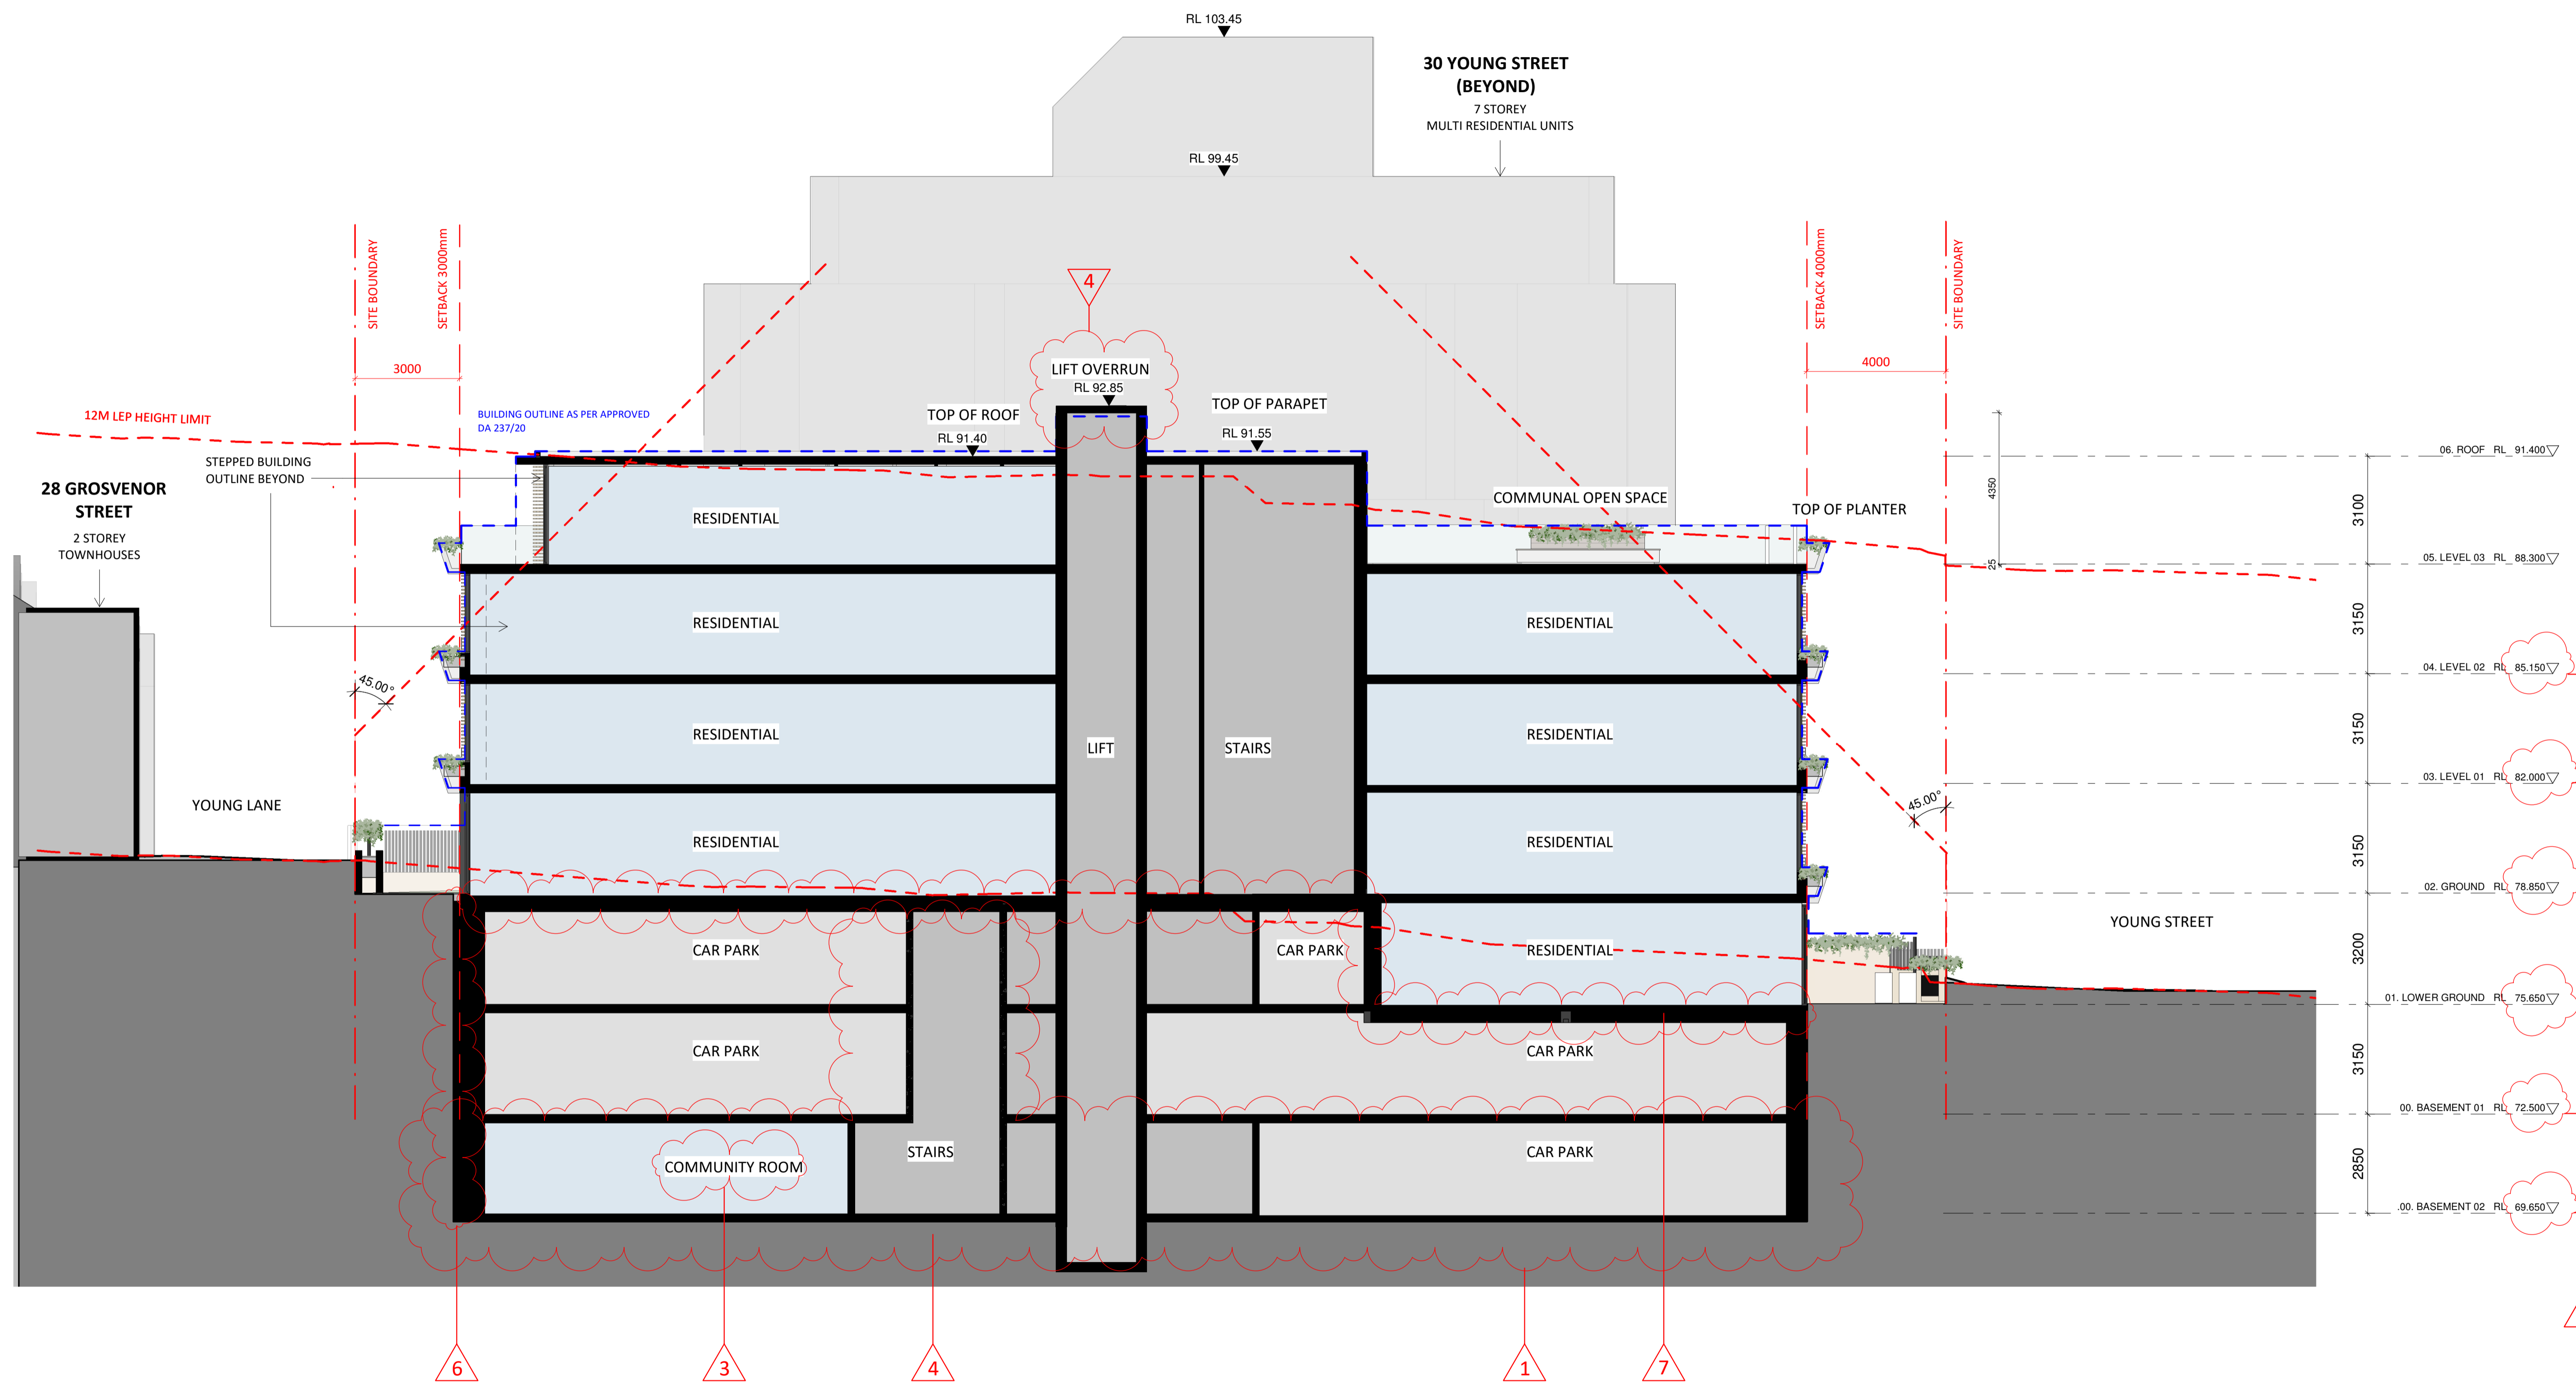 RL 103.45
30 YOUNG STREET
(BEYOND)
7 STOREY
MULTI RESIDENTIAL UNITS
RL 99.45
SITE BOUNDARY
SETBACK 3000mm
SETBACK 4000mm
SITE BOUNDARY
4
3000
4000
LIFT OVERRUN
RL 92.85
12M LEP HEIGHT LIMIT
BUILDING OUTLINE AS PER APPROVED
DA 237/20
TOP OF ROOF
RL 91.40
TOP OF PARAPET
RL 91.55
STEPPED BUILDING
OUTLINE BEYOND
28 GROSVENOR
STREET
2 STOREY
TOWNHOUSES
COMMUNAL OPEN SPACE
TOP OF PLANTER
4350
25
06. ROOF RL 91.400
3100
05. LEVEL 03 RL 88.300
3150
04. LEVEL 02 RL 85.150
3150
03. LEVEL 01 RL 82.000
3150
02. GROUND RL 78.850
3200
01. LOWER GROUND RL 75.650
3150
00. BASEMENT 01 RL 72.500
2850
.00. BASEMENT 02 RL 69.650
RESIDENTIAL
RESIDENTIAL
RESIDENTIAL
45.00°
RESIDENTIAL
LIFT
STAIRS
RESIDENTIAL
45.00°
YOUNG LANE
RESIDENTIAL
RESIDENTIAL
YOUNG STREET
CAR PARK
CAR PARK
RESIDENTIAL
CAR PARK
CAR PARK
COMMUNITY ROOM
STAIRS
CAR PARK
6
3
4
1
7